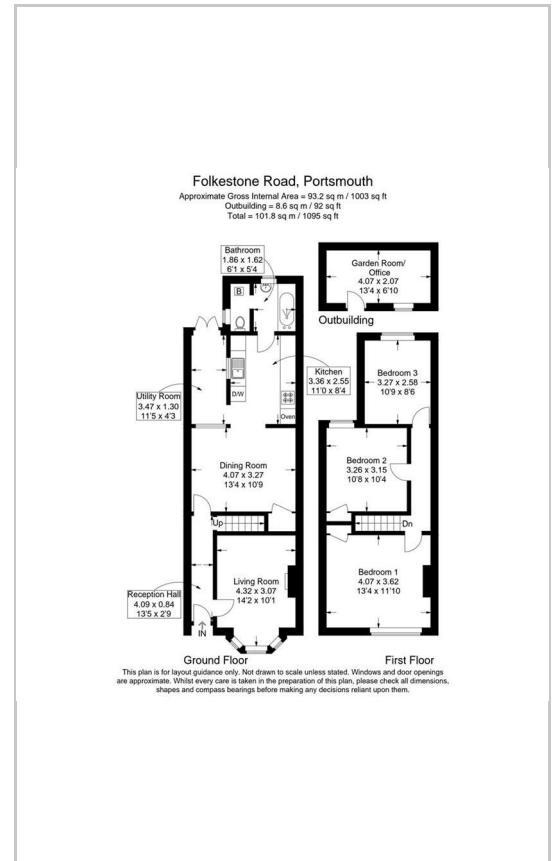 Folkestone Road, Portsmouth
Approximate Gross Internal Area = 93.2 sq m / 1003 sq ft
Outbuilding = 8.6 sq m / 92 sq ft
Total = 101.8 sq m / 1095 sq ft
Bathroom
1.86 x 1.62
6'1 x 5'4
B
Garden Room/
Office
4.07 x 2.07
13'4 x 6'10
Outbuilding
Kitchen
3.36 x 2.55
11'0 x 8'4
D/W
Oven
Bedroom 3
3.27 x 2.58
10'9 x 8'6
Utility Room
3.47 x 1.30
11'5 x 4'3
Dining Room
4.07 x 3.27
13'4 x 10'9
Bedroom 2
3.26 x 3.15
10'8 x 10'4
Up
Dn
Living Room
4.32 x 3.07
14'2 x 10'1
Bedroom 1
4.07 x 3.62
13'4 x 11'10
Reception Hall
4.09 x 0.84
13'5 x 2'9
IN
Ground Floor
First Floor
This plan is for layout guidance only. Not drawn to scale unless stated. Windows and door openings
are approximate. Whilst every care is taken in the preparation of this plan, please check all dimensions,
shapes and compass bearings before making any decisions reliant upon them.